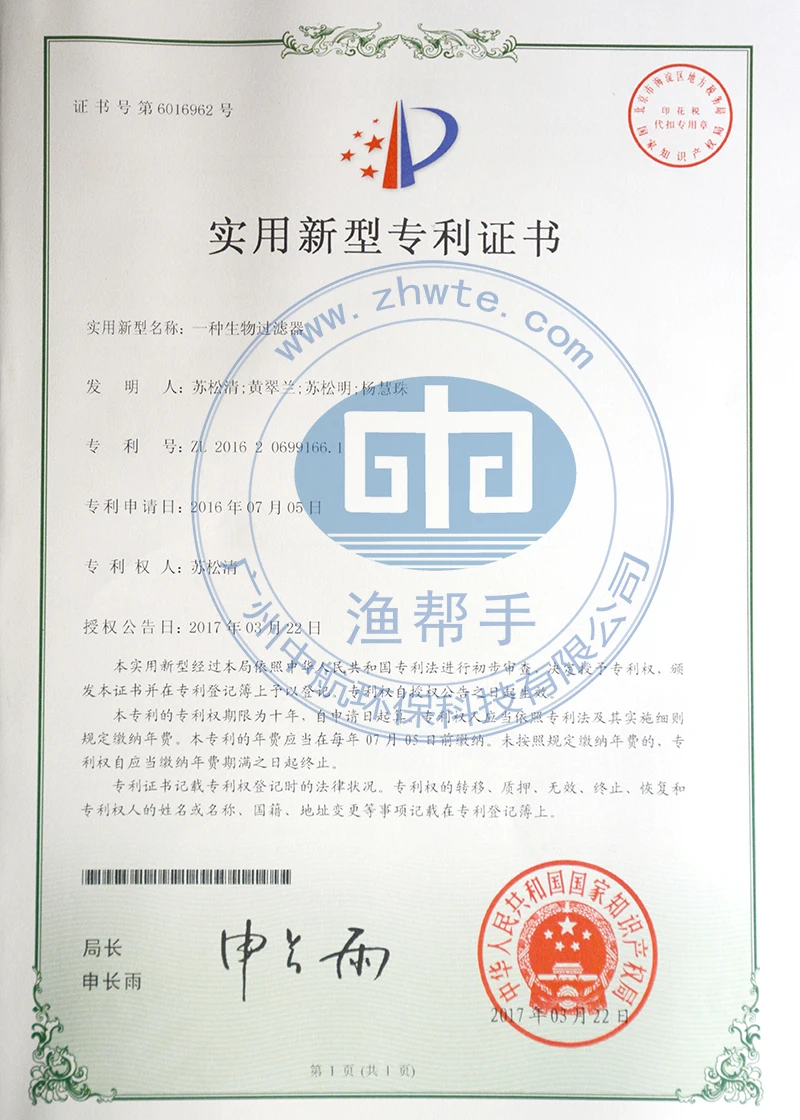 证书号第6016962号
北京市海淀区地方税务局
印花税
代扣专用章
国家知识产权局
实用新型专利证书
www.zhwte.com
实用新型名称：一种生物过滤器
发明人：苏松清;黄翠兰;苏松明;杨慧珠
专利号：ZL 2016 2 0699166.1
专利申请日：2016年07月05日
专利权人：苏松清
授权公告日：2017年03月22日
渔帮手
广州中航环保科技有限公司
本实用新型经过本局依照中华人民共和国专利法进行初步审查，决定授予专利权，颁
发本证书并在专利登记簿上予以登记。专利权自授权公告之日起生效。
本专利的专利权期限为十年，自申请日起算。专利权人应当依照专利法及其实施细则
规定缴纳年费。本专利的年费应当在每年07月05日前缴纳。未按照规定缴纳年费的，专
利权自应当缴纳年费期满之日起终止。
专利证书记载专利权登记时的法律状况。专利权的转移、质押、无效、终止、恢复和
专利权人的姓名或名称、国籍、地址变更等事项记载在专利登记簿上。
局长
申长雨
申长雨
中华人民共和国国家知识产权局
2017年03月22日
第1页(共1页)